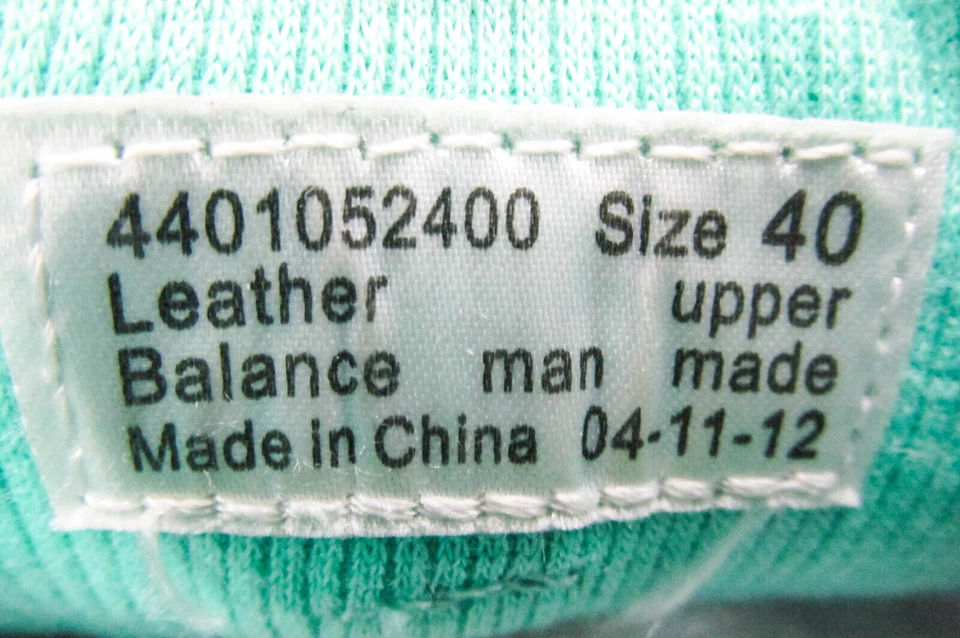 4401052400 Size 40
Leather upper
Balance man made
Made in China 04-11-12